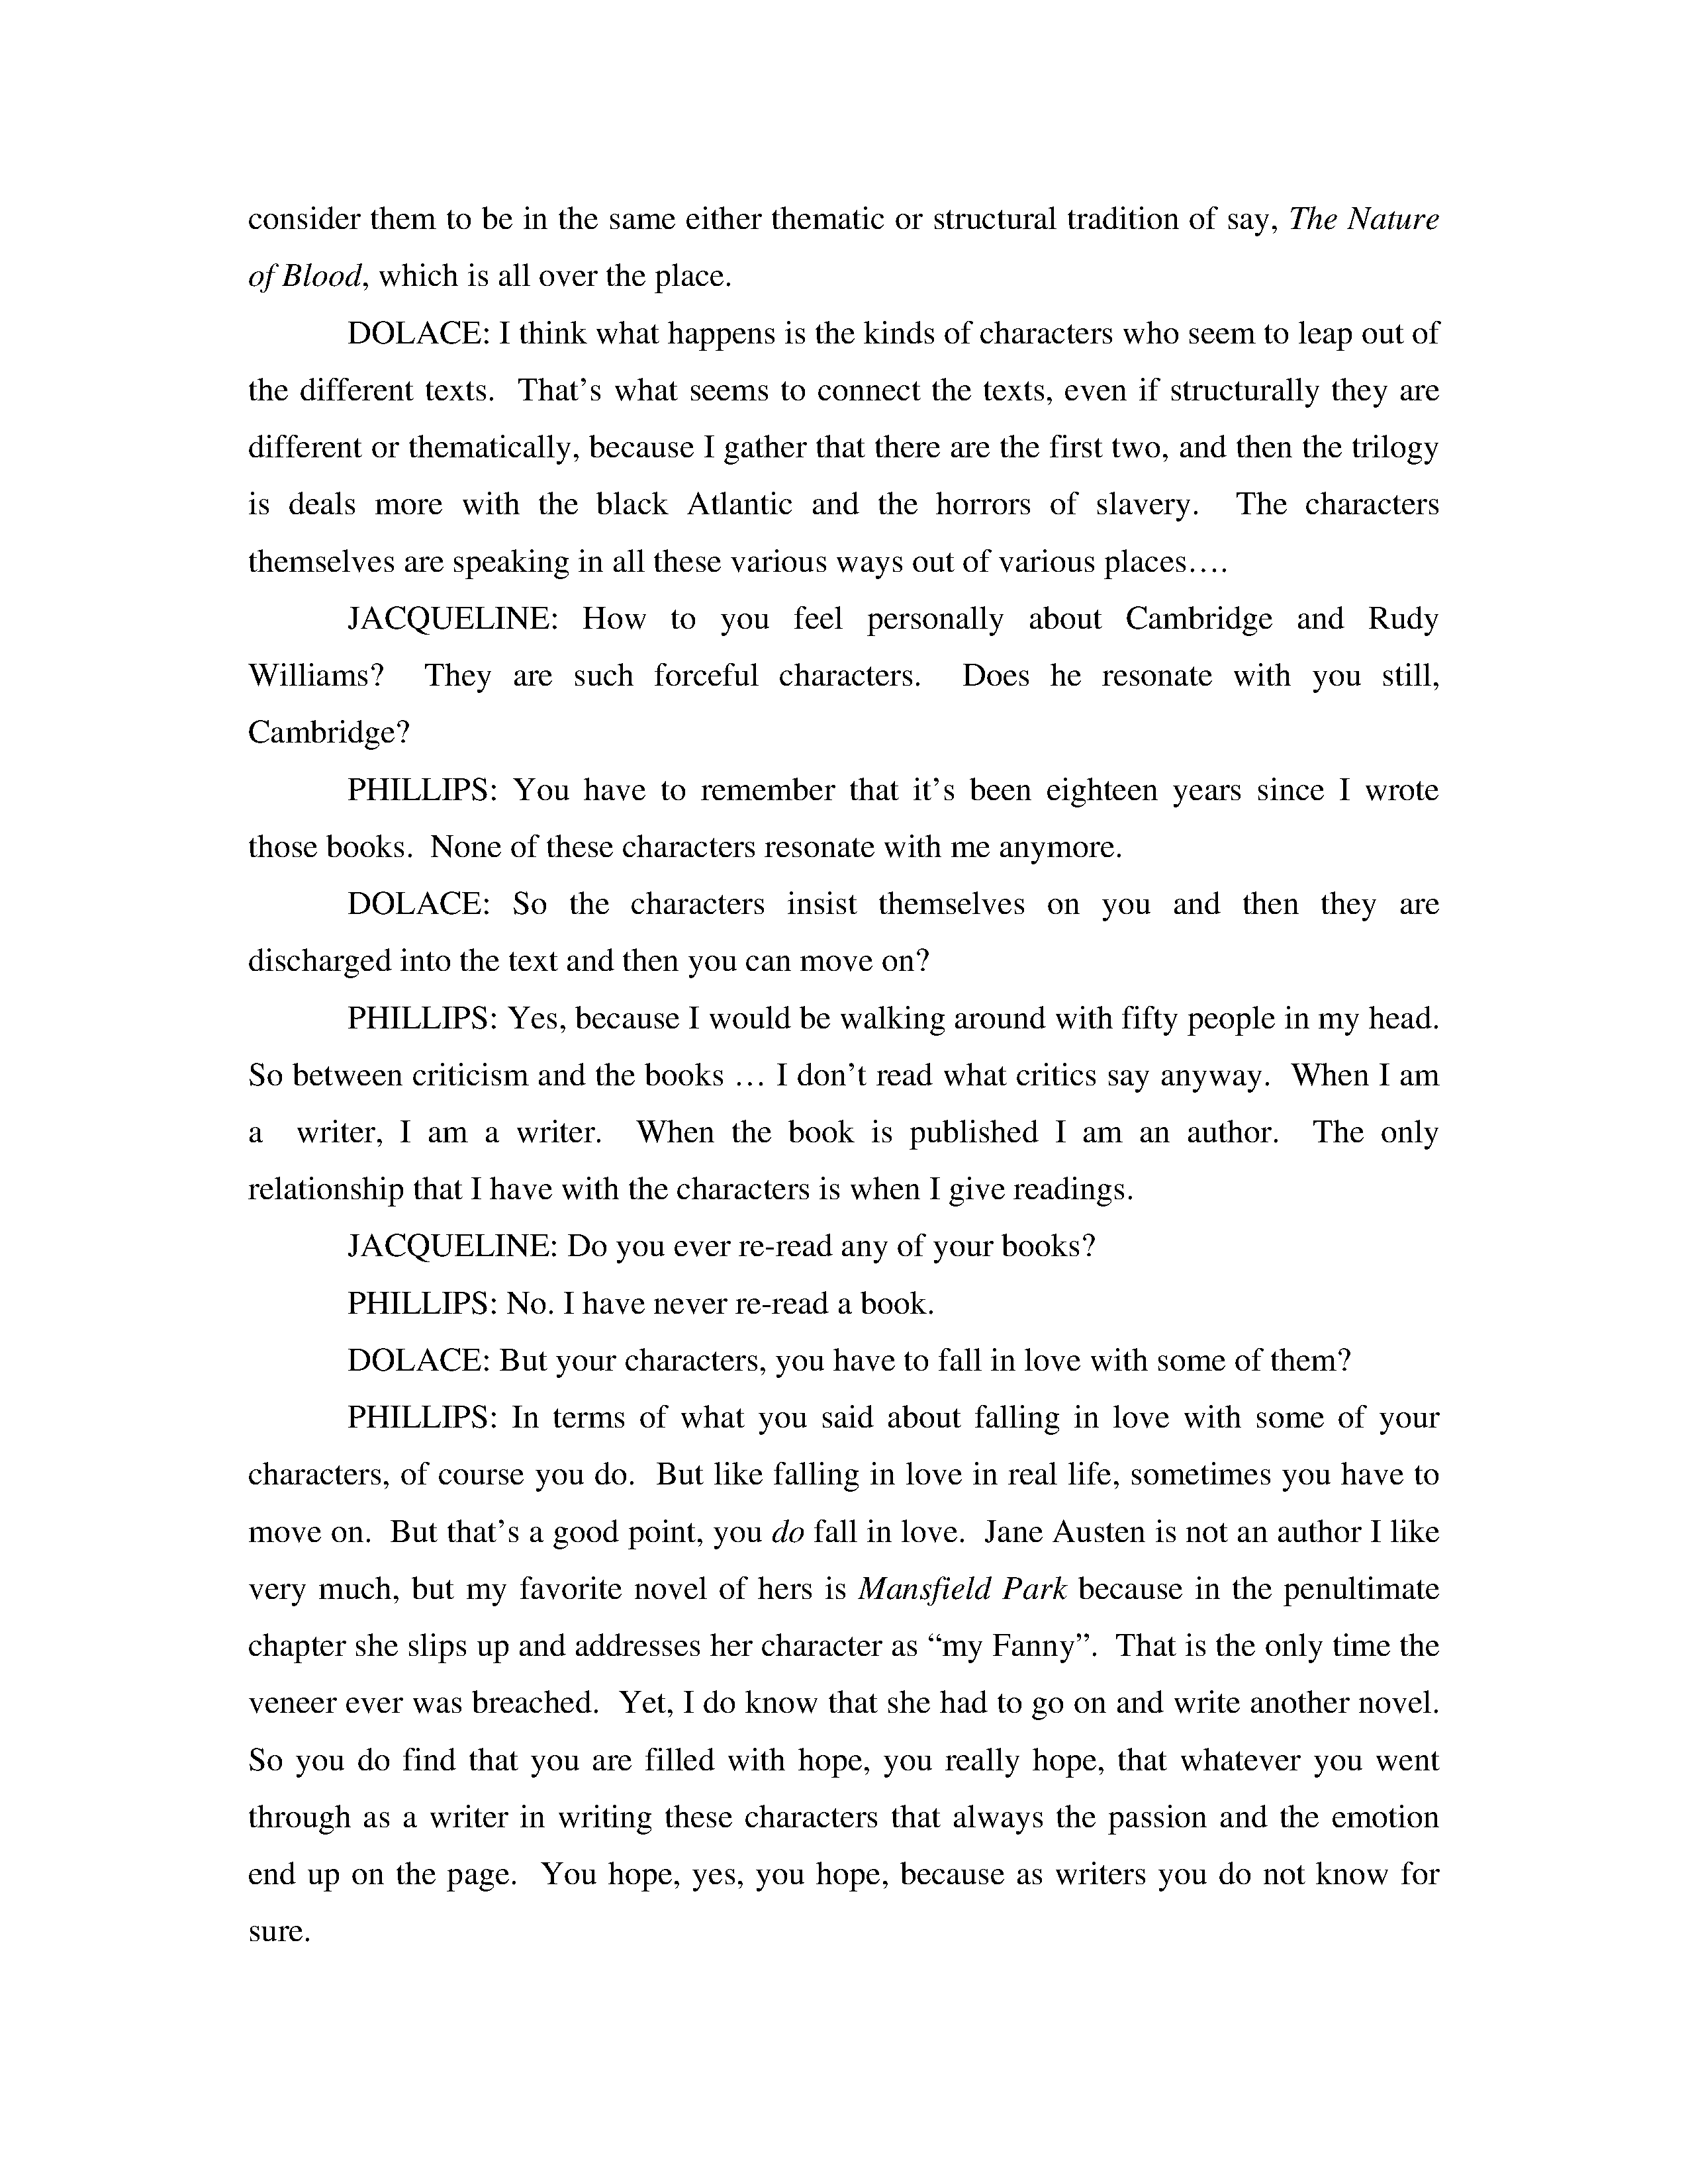 consider them to be in the same either thematic or structural tradition of say, The Nature
of Blood, which is all over the place.
DOLACE: I think what happens is the kinds of characters who seem to leap out of
the different texts.  That’s what seems to connect the texts, even if structurally they are
different or thematically, because I gather that there are the first two, and then the trilogy
is deals more with the black Atlantic and the horrors of slavery.  The characters
themselves are speaking in all these various ways out of various places….
JACQUELINE: How to you feel personally about Cambridge and Rudy
Williams?  They are such forceful characters.  Does he resonate with you still,
Cambridge?
PHILLIPS: You have to remember that it’s been eighteen years since I wrote
those books.  None of these characters resonate with me anymore.
DOLACE: So the characters insist themselves on you and then they are
discharged into the text and then you can move on?
PHILLIPS: Yes, because I would be walking around with fifty people in my head.
So between criticism and the books … I don’t read what critics say anyway.  When I am
a  writer, I am a writer.  When the book is published I am an author.  The only
relationship that I have with the characters is when I give readings.
JACQUELINE: Do you ever re-read any of your books?
PHILLIPS: No. I have never re-read a book.
DOLACE: But your characters, you have to fall in love with some of them?
PHILLIPS: In terms of what you said about falling in love with some of your
characters, of course you do.  But like falling in love in real life, sometimes you have to
move on.  But that’s a good point, you do fall in love.  Jane Austen is not an author I like
very much, but my favorite novel of hers is Mansfield Park because in the penultimate
chapter she slips up and addresses her character as “my Fanny”.  That is the only time the
veneer ever was breached.  Yet, I do know that she had to go on and write another novel.
So you do find that you are filled with hope, you really hope, that whatever you went
through as a writer in writing these characters that always the passion and the emotion
end up on the page.  You hope, yes, you hope, because as writers you do not know for
sure.